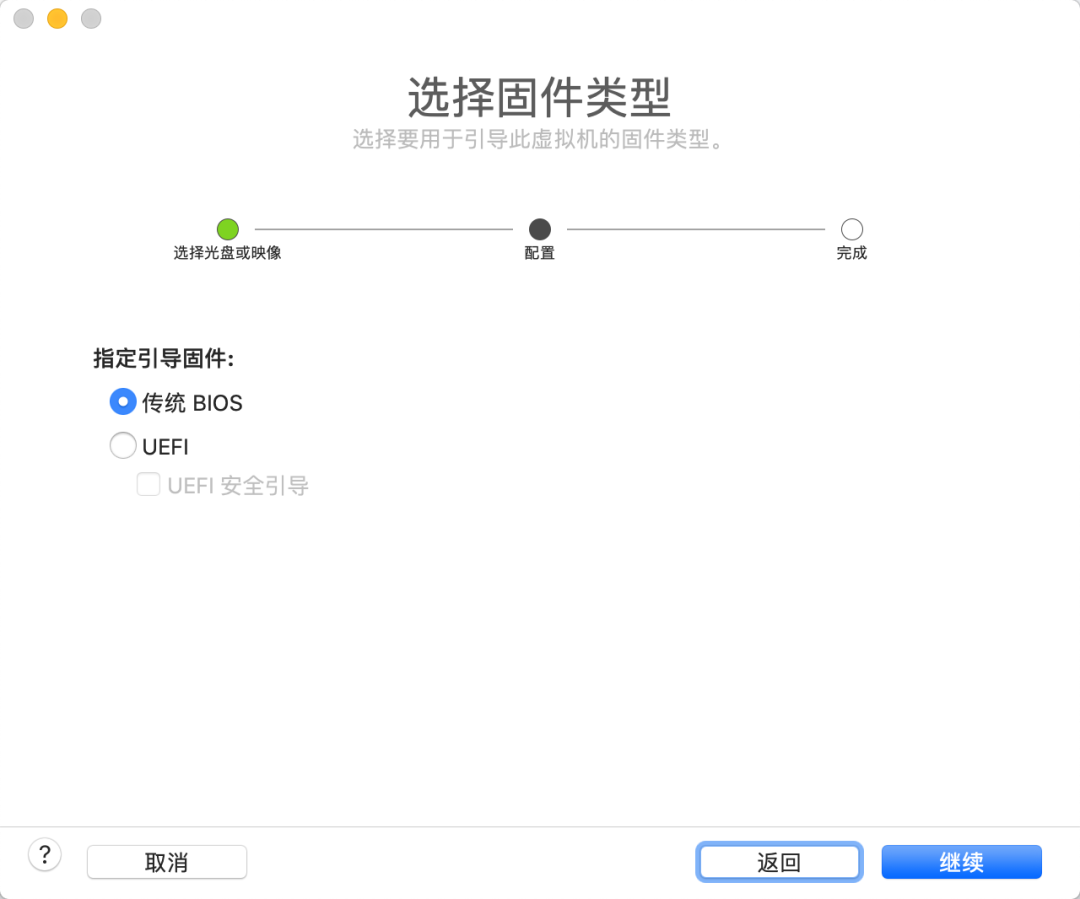 选择固件类型
选择要用于引导此虚拟机的固件类型。
选择光盘或映像
配置
完成
指定引导固件:
传统 BIOS
UEFI
UEFI 安全引导
?
取消
返回
继续